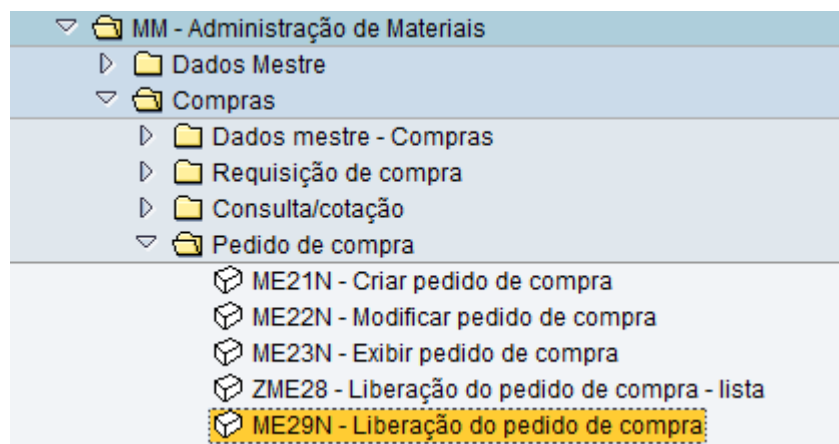 MM - Administração de Materiais
Dados Mestre
Compras
Dados mestre - Compras
Requisição de compra
Consulta/cotação
Pedido de compra
ME21N - Criar pedido de compra
ME22N - Modificar pedido de compra
ME23N - Exibir pedido de compra
ZME28 - Liberação do pedido de compra - lista
ME29N - Liberação do pedido de compra